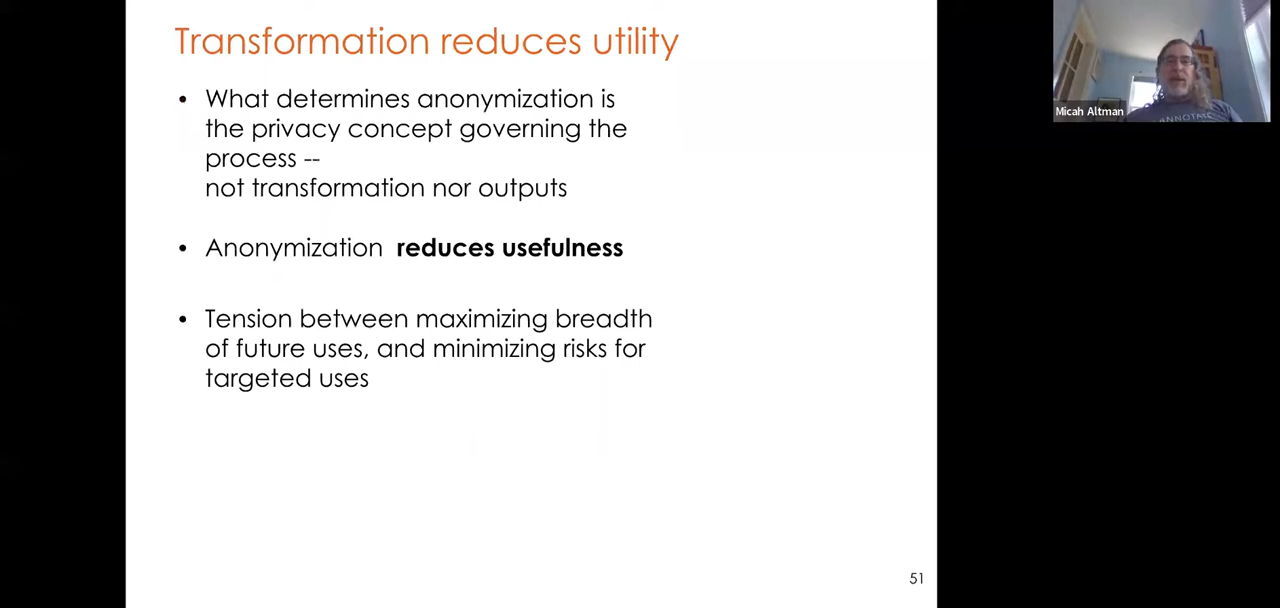 Transformation reduces utility
• What determines anonymization is
the privacy concept governing the
process --
not transformation nor outputs
• Anonymization reduces usefulness
• Tension between maximizing breadth
of future uses, and minimizing risks for
targeted uses
51
Micah Altman